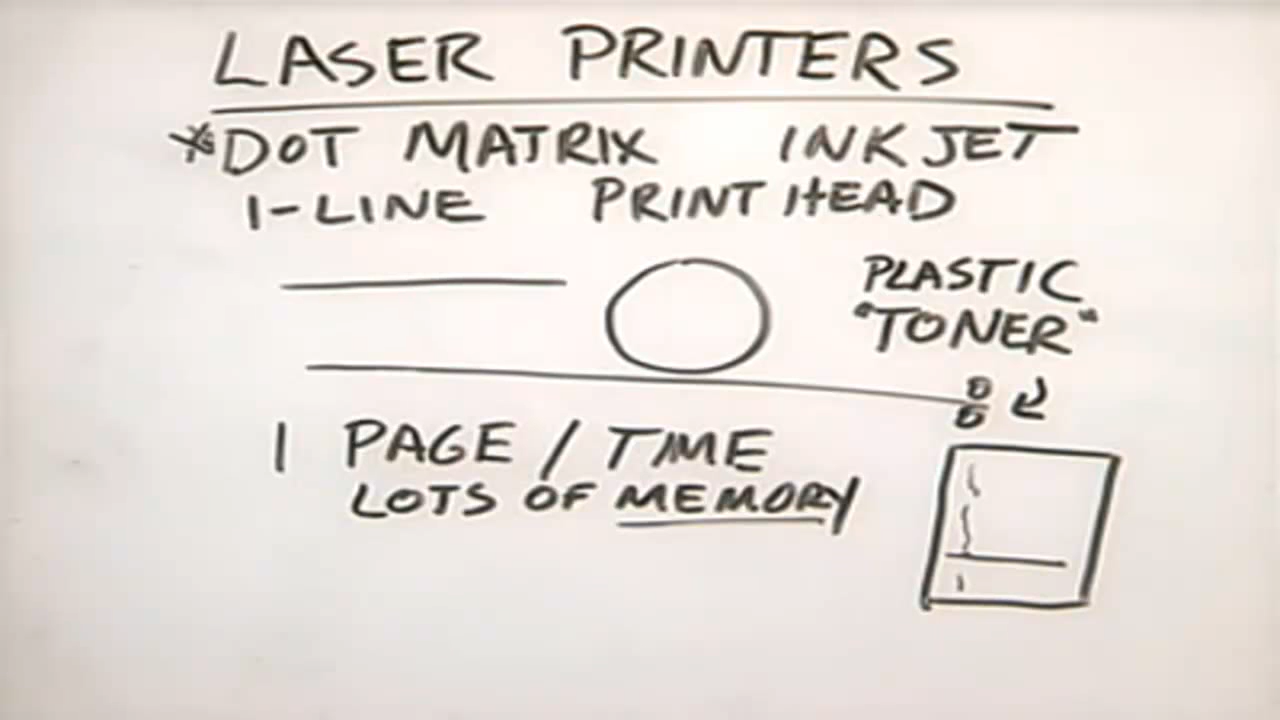 LASER PRINTERS
*DOT MATRIX INKJET
1-LINE PRINT HEAD
PLASTIC
"TONER"
1 PAGE / TIME
LOTS OF MEMORY